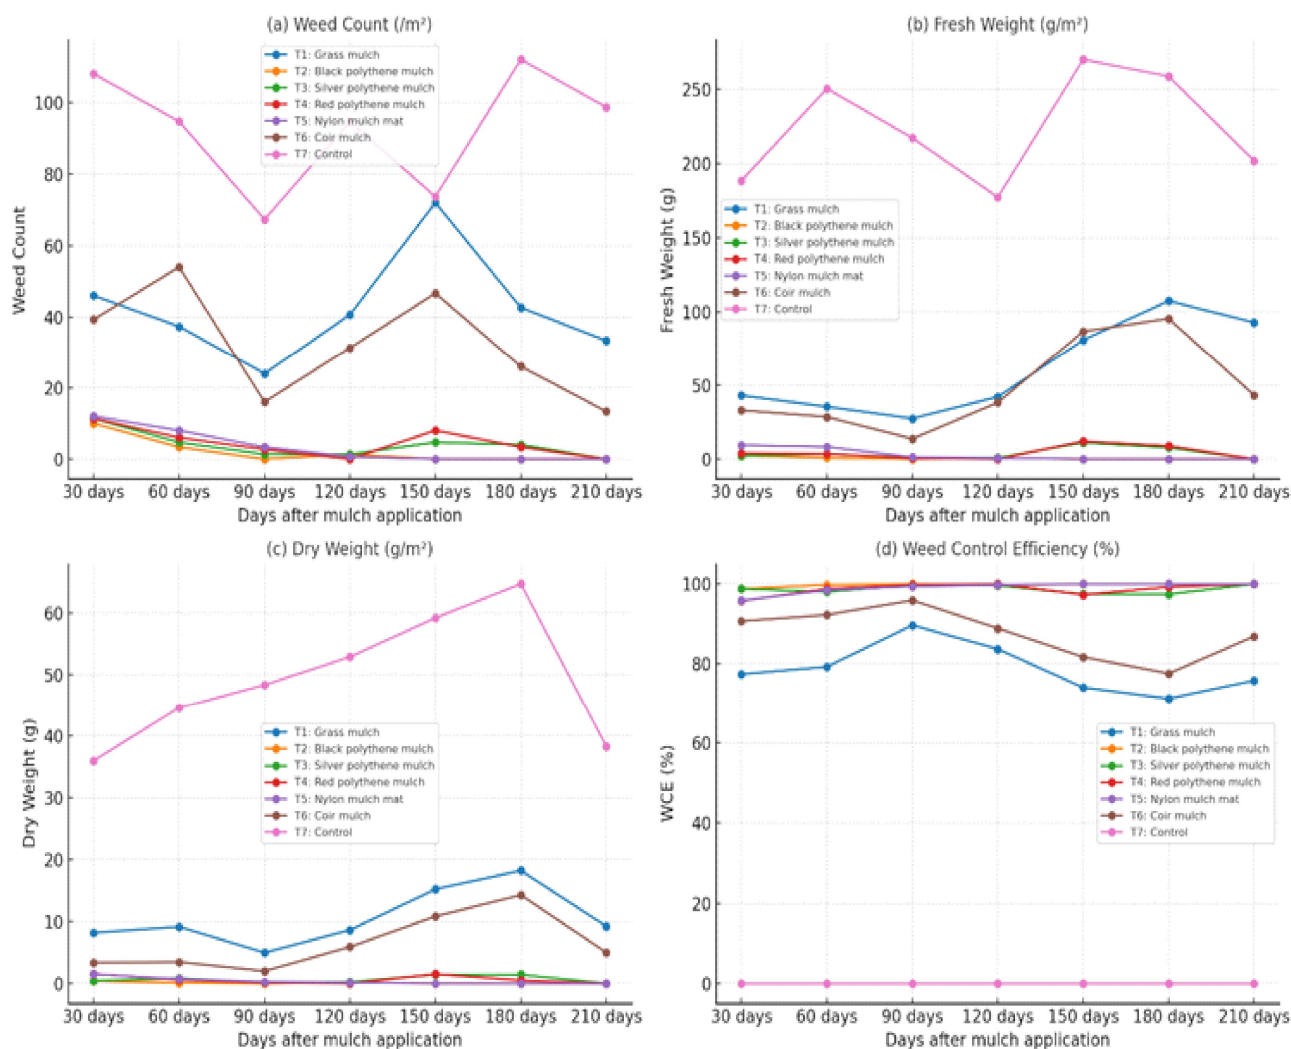 (a) Weed Count (/m²)
Weed Count
100
80
60
40
20
0
T1: Grass mulch
T2: Black polythene mulch
T3: Silver polythene mulch
T4: Red polythene mulch
T5: Nylon mulch mat
T6: Coir mulch
T7: Control
30 days 60 days 90 days 120 days 150 days 180 days 210 days
Days after mulch application
(b) Fresh Weight (g/m²)
Fresh Weight (g)
250
200
150
100
50
0
T1: Grass mulch
T2: Black polythene mulch
T3: Silver polythene mulch
T4: Red polythene mulch
T5: Nylon mulch mat
T6: Coir mulch
T7: Control
30 days 60 days 90 days 120 days 150 days 180 days 210 days
Days after mulch application
(c) Dry Weight (g/m²)
Dry Weight (g)
60
50
40
30
20
10
0
T1: Grass mulch
T2: Black polythene mulch
T3: Silver polythene mulch
T4: Red polythene mulch
T5: Nylon mulch mat
T6: Coir mulch
T7: Control
30 days 60 days 90 days 120 days 150 days 180 days 210 days
Days after mulch application
(d) Weed Control Efficiency (%)
WCE (%)
100
80
60
40
20
0
T1: Grass mulch
T2: Black polythene mulch
T3: Silver polythene mulch
T4: Red polythene mulch
T5: Nylon mulch mat
T6: Coir mulch
T7: Control
30 days 60 days 90 days 120 days 150 days 180 days 210 days
Days after mulch application